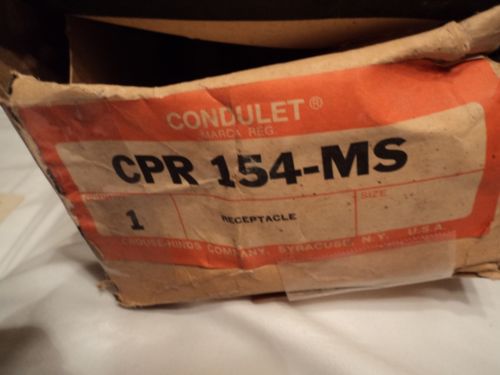 CONDULET®
MARCA REG.
CPR 154-MS
SIZE
1 RECEPTACLE
CROUSE-HINDS COMPANY, SYRACUSE, N.Y. U.S.A.